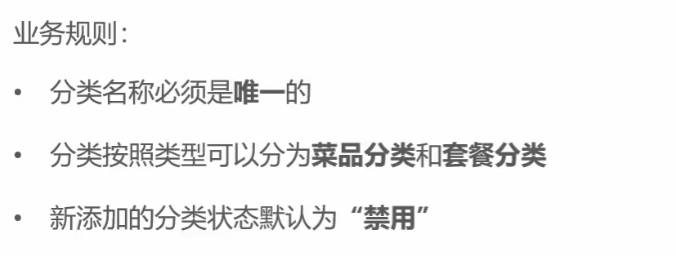 业务规则：
• 分类名称必须是唯一的
• 分类按照类型可以分为菜品分类和套餐分类
• 新添加的分类状态默认为“禁用”